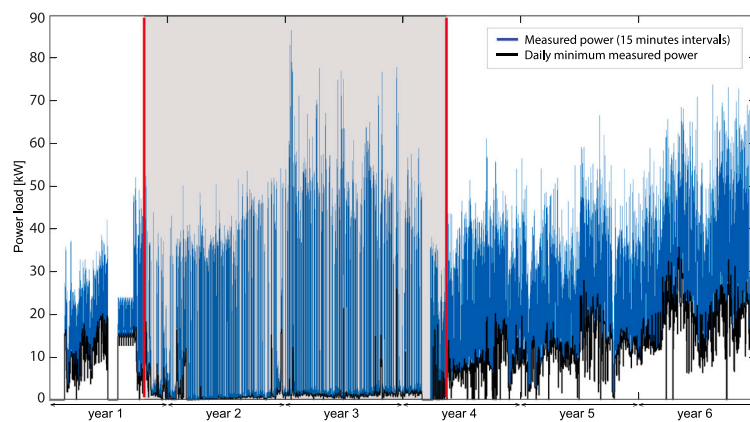 90
80
70
60
50
40
30
20
10
0
Power load [kW]
Measured power (15 minutes intervals)
Daily minimum measured power
year 1 year 2 year 3 year 4 year 5 year 6